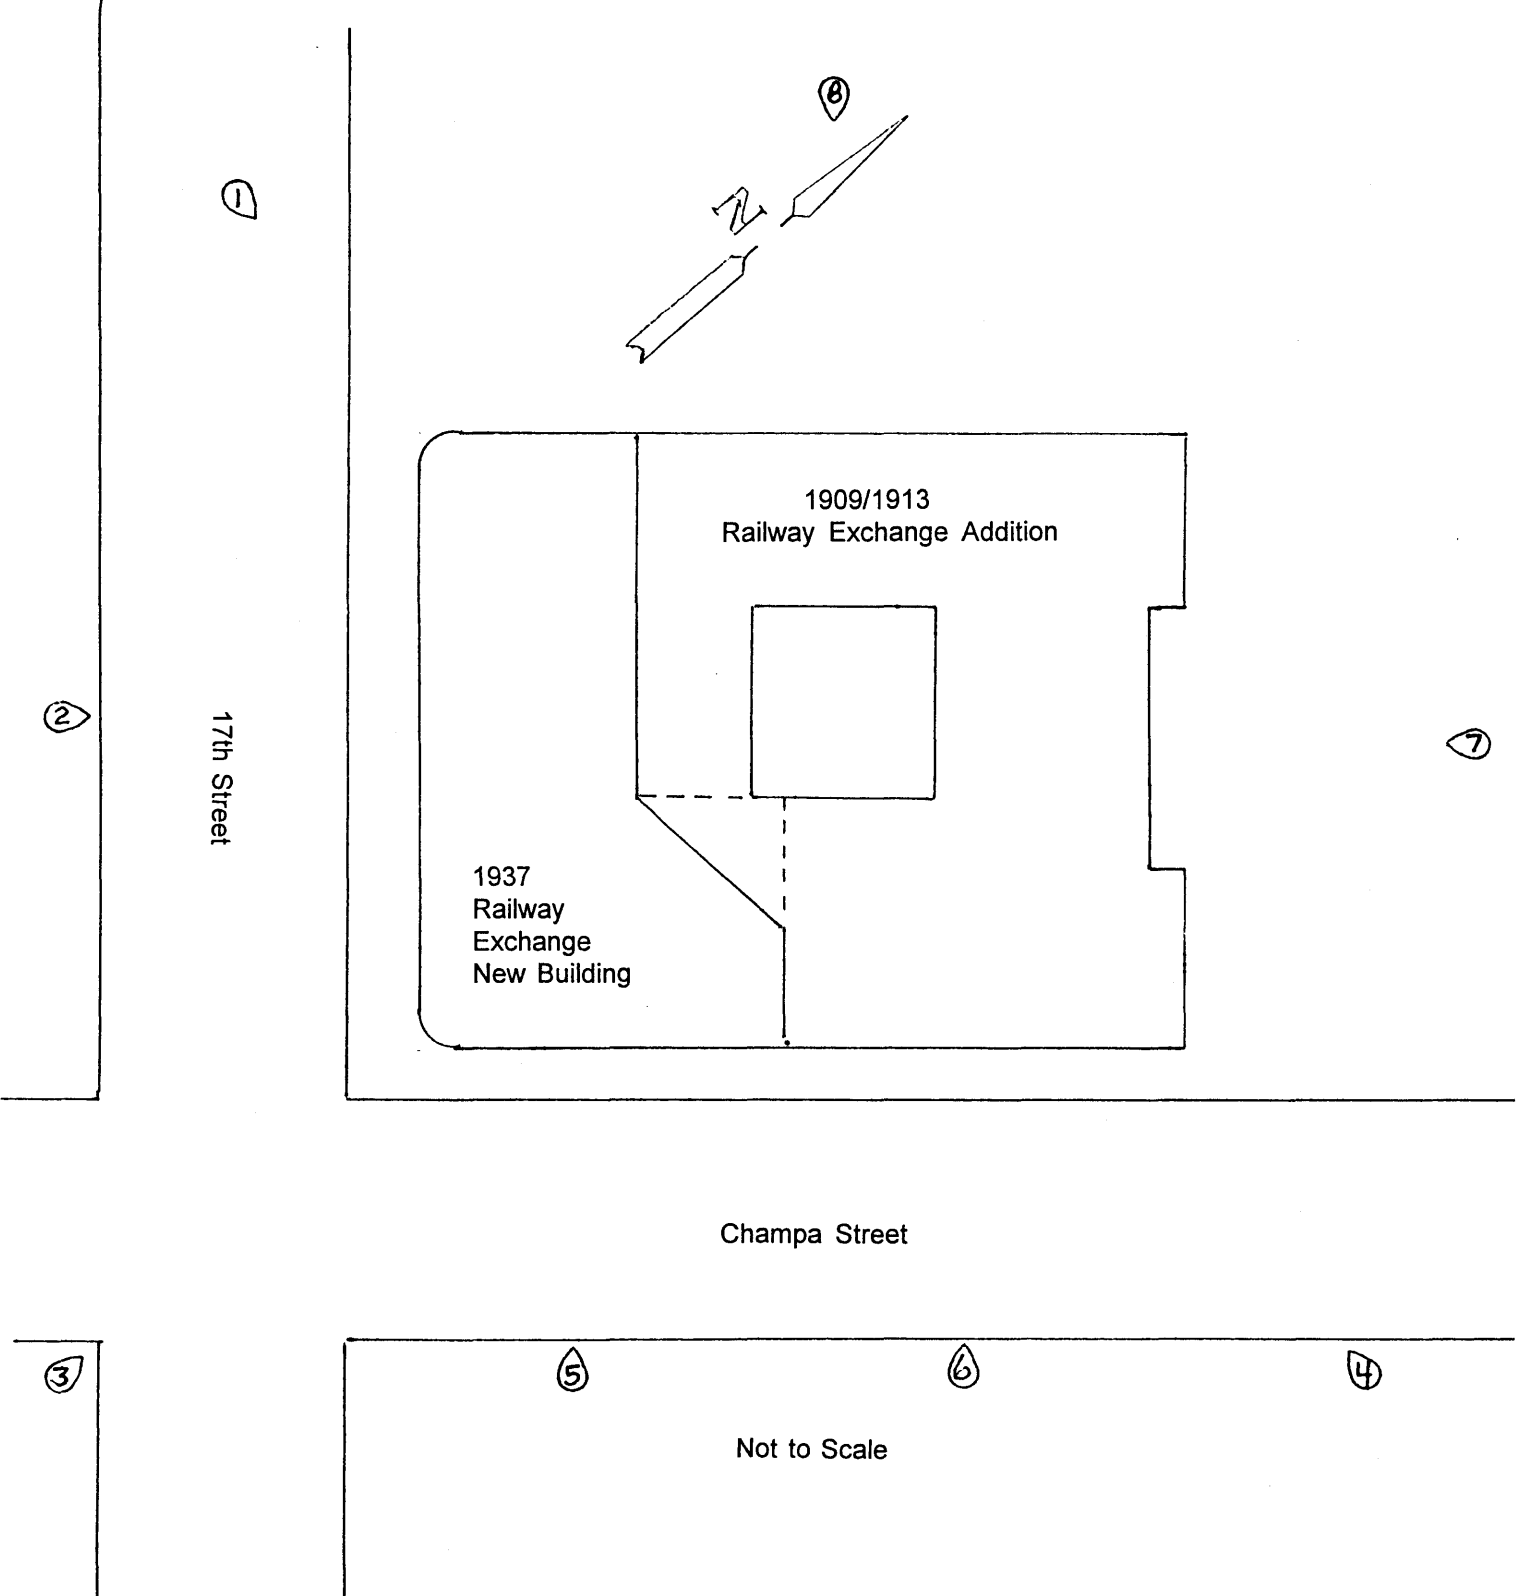 8
1
N
1909/1913
Railway Exchange Addition
2
17th Street
7
1937
Railway
Exchange
New Building
Champa Street
3
5
6
4
Not to Scale